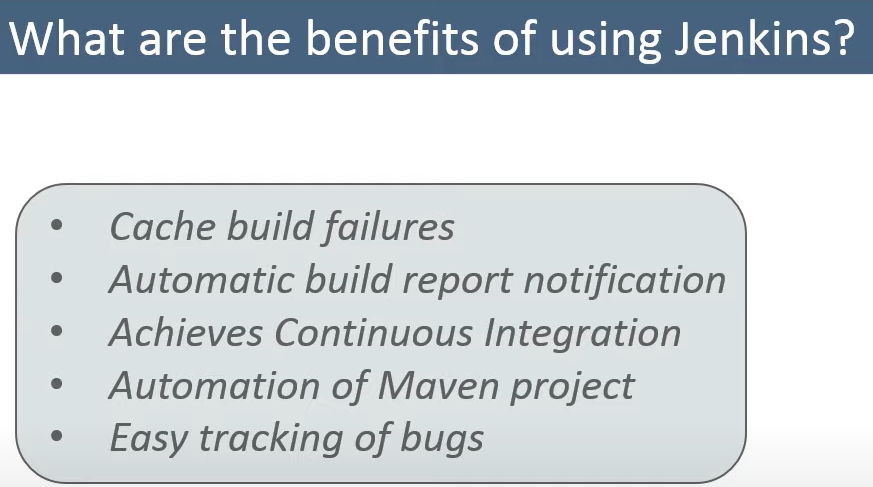 What are the benefits of using Jenkins?
• Cache build failures
• Automatic build report notification
• Achieves Continuous Integration
• Automation of Maven project
• Easy tracking of bugs